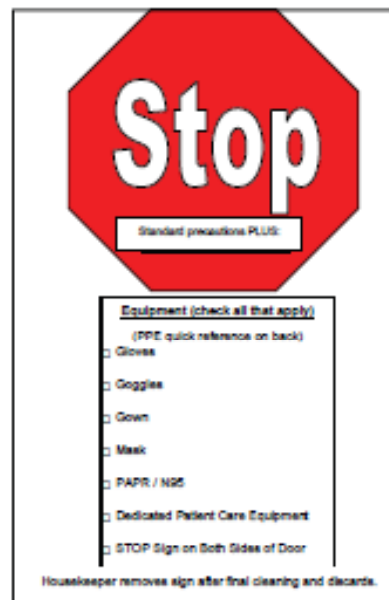 Stop
Standard precautions PLUS:
Equipment (check all that apply)
(PPE quick reference on back)
Gloves
Goggles
Gown
Mask
PAPR / N95
Dedicated Patient Care Equipment
STOP Sign on Both Sides of Door
Housekeeper removes sign after final cleaning and discards.